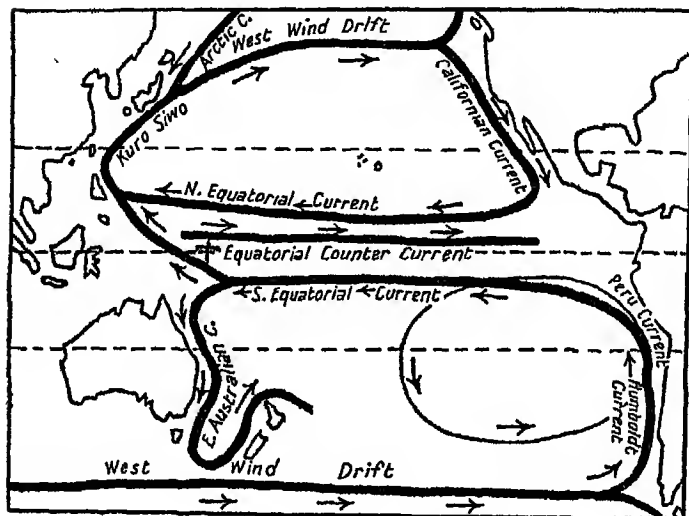 Arctic C.
West Wind Drift
Kuro Siwo
Californian Current
N. Equatorial Current
Equatorial Counter Current
S. Equatorial Current
Peru Current
E. Australian C.
Humboldt
Current
West Wind Drift